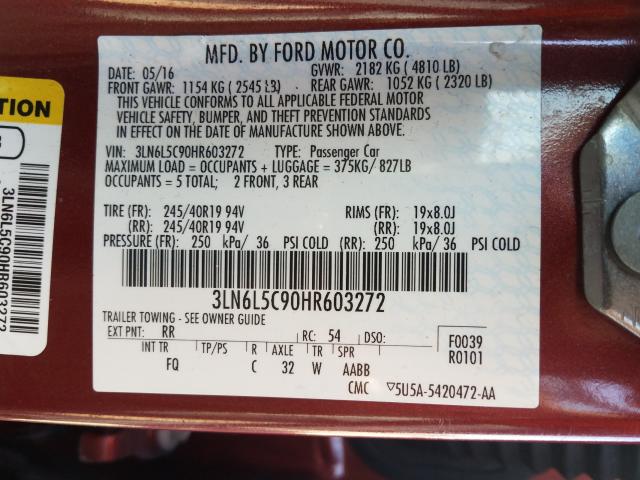 MFD. BY FORD MOTOR CO.
DATE: 05/16 GVWR: 2182 KG ( 4810 LB)
FRONT GAWR: 1154 KG ( 2545 LB) REAR GAWR: 1052 KG ( 2320 LB)
THIS VEHICLE CONFORMS TO ALL APPLICABLE FEDERAL MOTOR
VEHICLE SAFETY, BUMPER, AND THEFT PREVENTION STANDARDS
IN EFFECT ON THE DATE OF MANUFACTURE SHOWN ABOVE.
VIN: 3LN6L5C90HR603272 TYPE: Passenger Car
MAXIMUM LOAD = OCCUPANTS + LUGGAGE = 375KG/ 827LB
OCCUPANTS = 5 TOTAL; 2 FRONT, 3 REAR
TIRE (FR): 245/40R19 94V RIMS (FR): 19x8.0J
(RR): 245/40R19 94V (RR): 19x8.0J
PRESSURE (FR): 250 kPa/ 36 PSI COLD (RR): 250 kPa/ 36 PSI COLD
3LN6L5C90HR603272
TRAILER TOWING - SEE OWNER GUIDE
EXT PNT: RR RC: 54 DSO: F0039
R0101
INT TR TP/PS R AXLE TR SPR
FQ C 32 W AABB
CMC ▽5U5A-5420472-AA
TION
3LN6L5C90HR603272